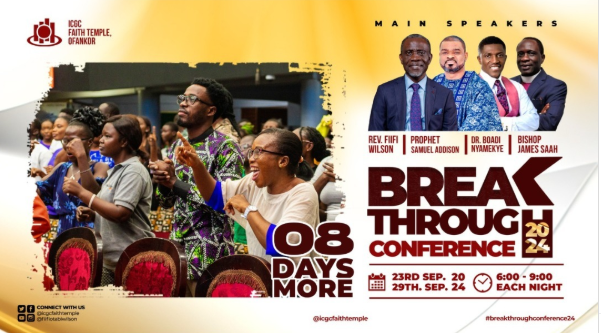 ICGC
FAITH TEMPLE,
OFANKOR
MAIN SPEAKERS
REV. FIIFI
WILSON
PROPHET
SAMUEL ADDISON
DR. BOADI
NYAMEKYE
BISHOP
JAMES SAAH
BREAK
THROUGH
CONFERENCE
20
24
08
DAYS
MORE
23RD SEP. 20
29TH. SEP. 24
6:00 - 9:00
EACH NIGHT
CONNECT WITH US
@icgcfaithtemple
@icgcfaithtemple
#breakthroughconference24